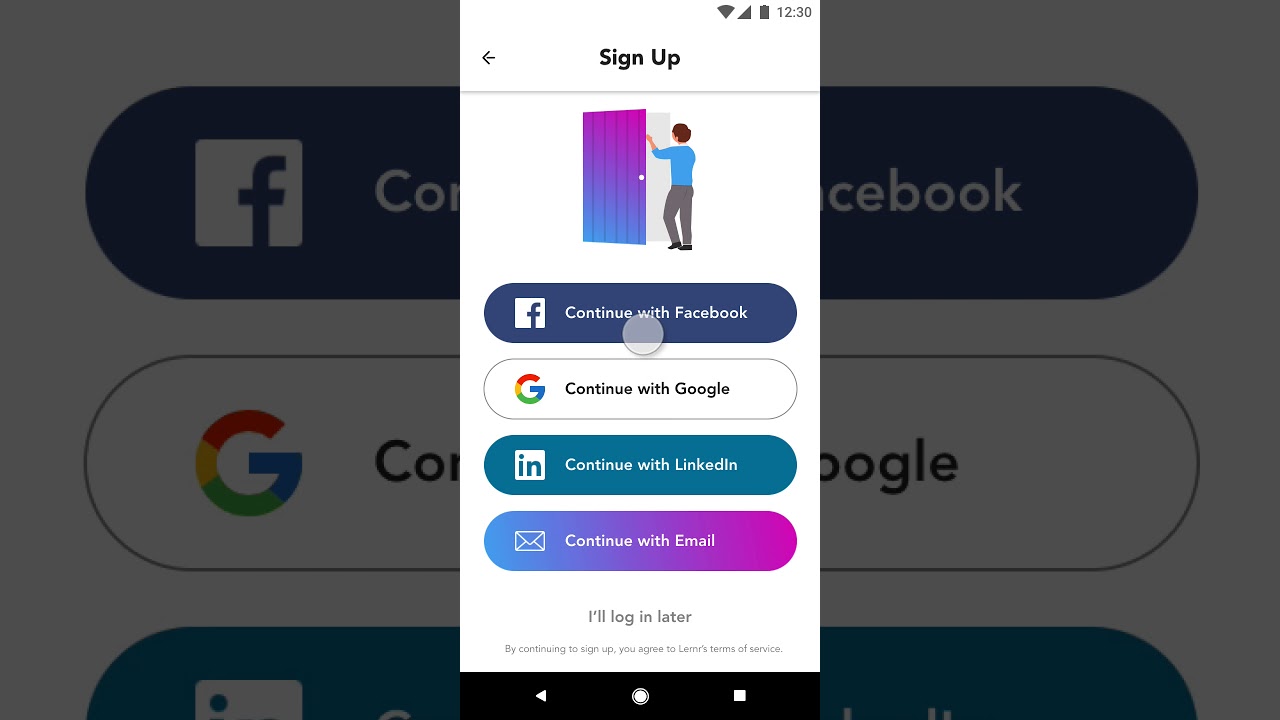 12:30
Sign Up
Continue with Facebook
Continue with Google
Continue with LinkedIn
Continue with Email
I'll log in later
By continuing to sign up, you agree to Lernr's terms of service.